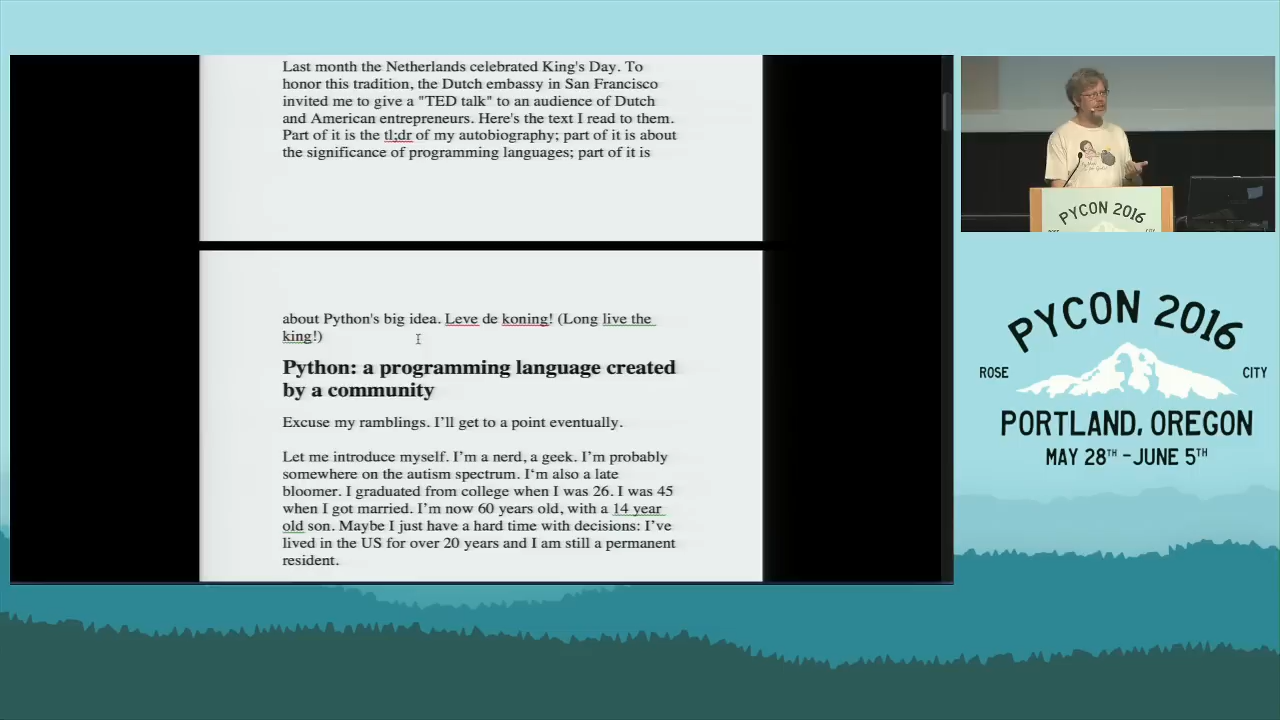 Last month the Netherlands celebrated King's Day. To
honor this tradition, the Dutch embassy in San Francisco
invited me to give a "TED talk" to an audience of Dutch
and American entrepreneurs. Here's the text I read to them.
Part of it is the tl;dr of my autobiography; part of it is about
the significance of programming languages; part of it is
about Python's big idea. Leve de koning! (Long live the
king!)
Python: a programming language created
by a community
Excuse my ramblings. I’ll get to a point eventually.
Let me introduce myself. I’m a nerd, a geek. I’m probably
somewhere on the autism spectrum. I‘m also a late
bloomer. I graduated from college when I was 26. I was 45
when I got married. I’m now 60 years old, with a 14 year
old son. Maybe I just have a hard time with decisions: I’ve
lived in the US for over 20 years and I am still a permanent
resident.
PYCON 2016
PYCON 2016
ROSE CITY
PORTLAND, OREGON
MAY 28TH - JUNE 5TH